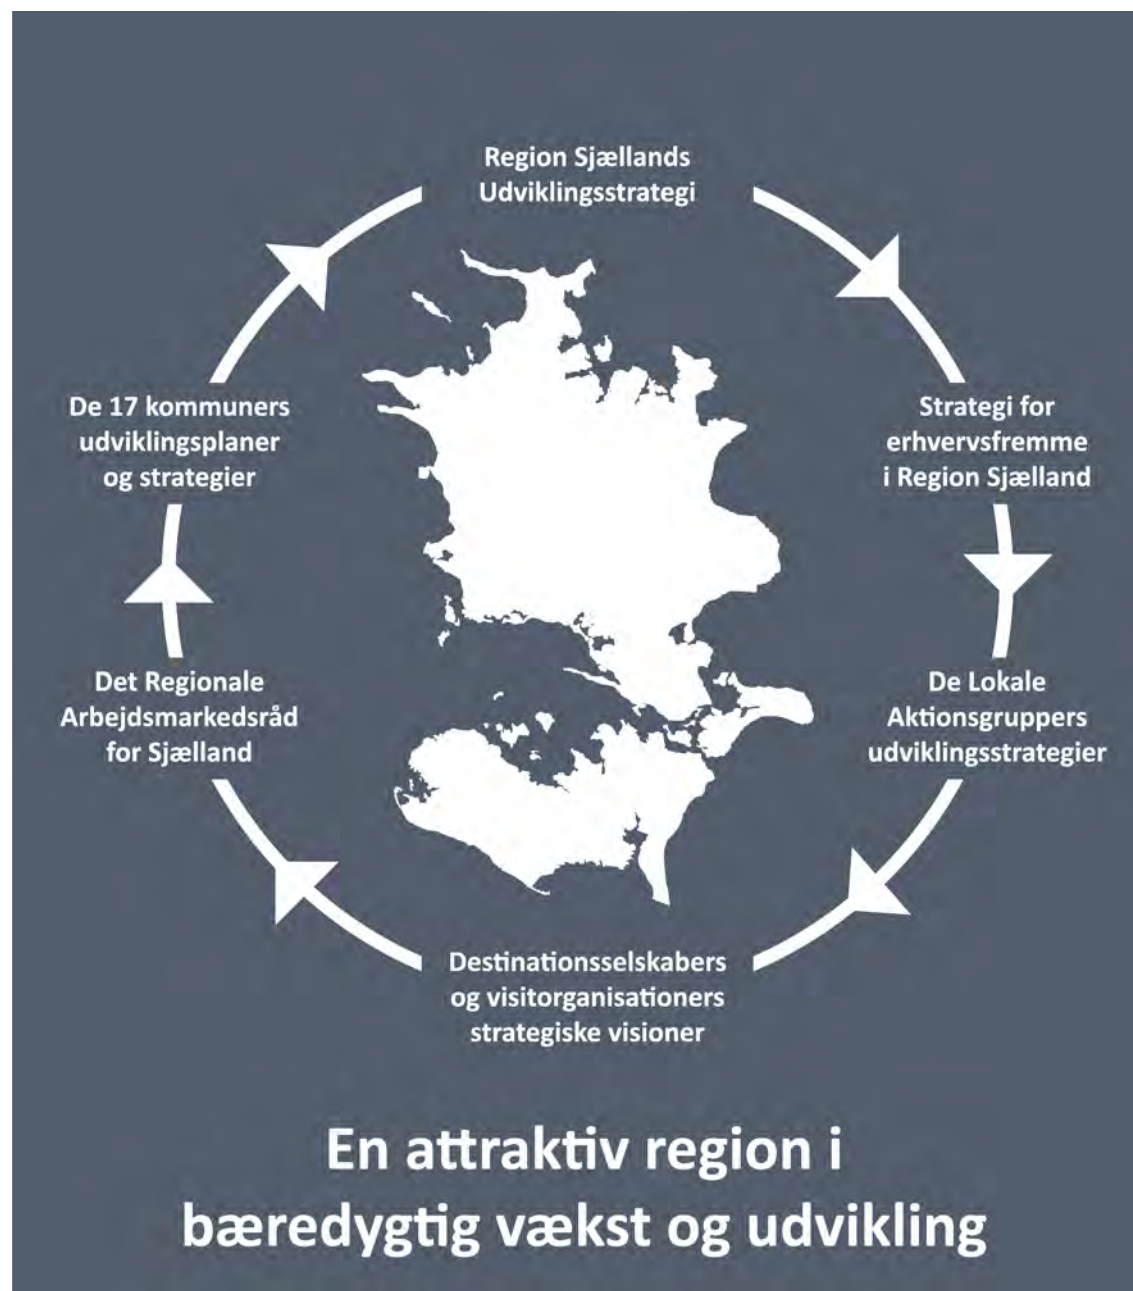 Region Sjællands
Udviklingsstrategi
Strategi for
erhvervsfremme
i Region Sjælland
De Lokale
Aktionsgruppers
udviklingsstrategier
Destinationsselskabers
og visitorganisationers
strategiske visioner
Det Regionale
Arbejdsmarkedsråd
for Sjælland
De 17 kommuners
udviklingsplaner
og strategier
En attraktiv region i
bæredygtig vækst og udvikling